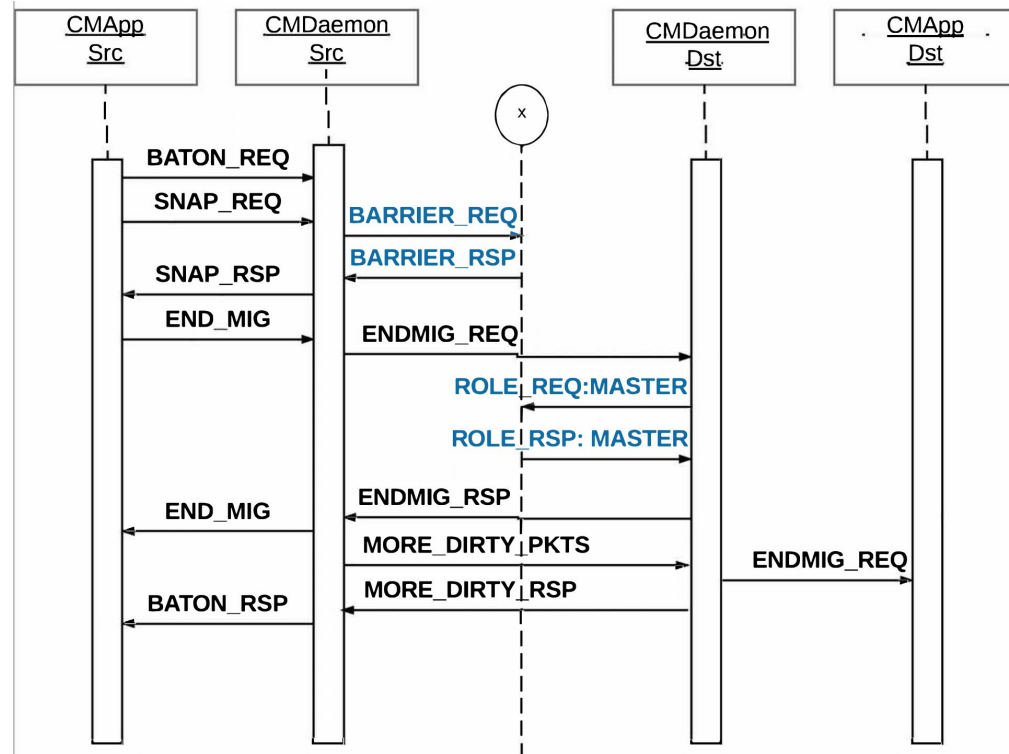 CMApp
Src
CMDaemon
Src
CMDaemon
Dst
CMApp
Dst
x
BATON_REQ
SNAP_REQ
BARRIER_REQ
BARRIER_RSP
SNAP_RSP
END_MIG
ENDMIG_REQ
ROLE_REQ:MASTER
ROLE_RSP: MASTER
ENDMIG_RSP
END_MIG
MORE_DIRTY_PKTS
ENDMIG_REQ
MORE_DIRTY_RSP
BATON_RSP